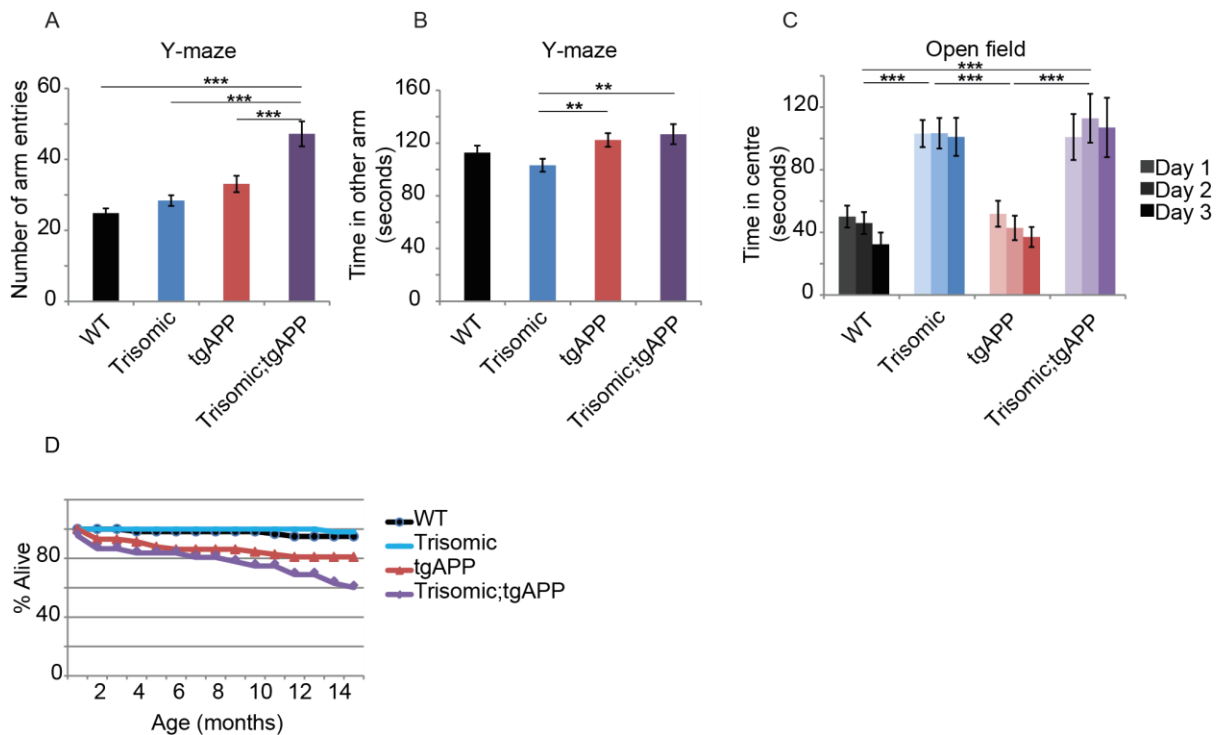 A
Y-maze
Number of arm entries
60
40
20
0
***
***
***
WT
Trisomic
tgAPP
Trisomic;tgAPP
B
Y-maze
Time in other arm
(seconds)
160
120
80
40
0
**
**
WT
Trisomic
tgAPP
Trisomic;tgAPP
C
Open field
Time in centre
(seconds)
120
80
40
0
***
***
***
***
WT
Trisomic
tgAPP
Trisomic;tgAPP
Day 1
Day 2
Day 3
D
% Alive
80
40
0
2 4 6 8 10 12 14
Age (months)
WT
Trisomic
tgAPP
Trisomic;tgAPP